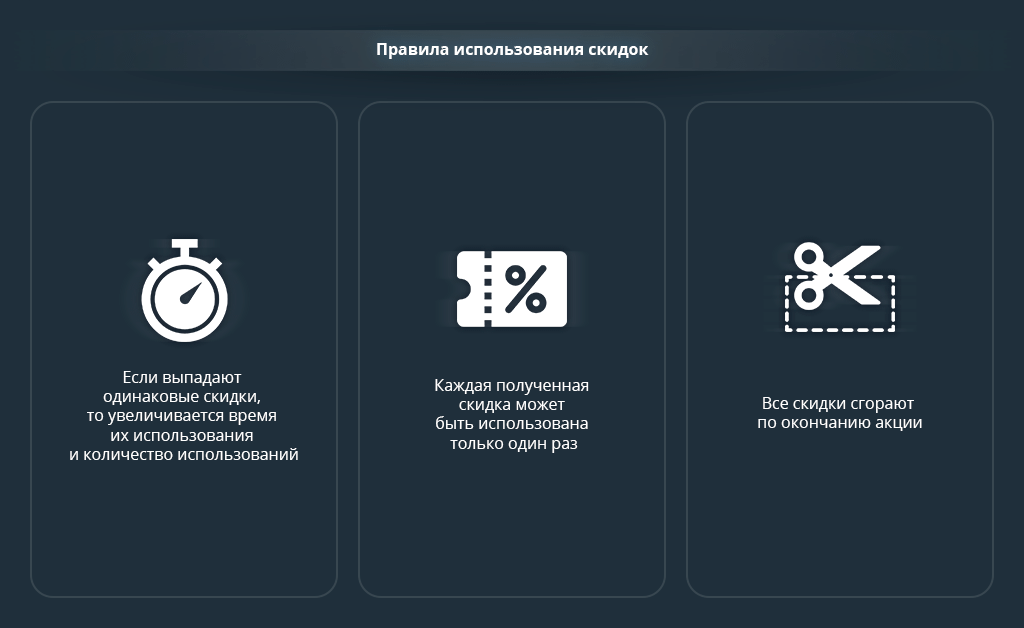 Правила использования скидок
Если выпадают
одинаковые скидки,
то увеличивается время
их использования
и количество использований
Каждая полученная
скидка может
быть использована
только один раз
Все скидки сгорают
по окончанию акции